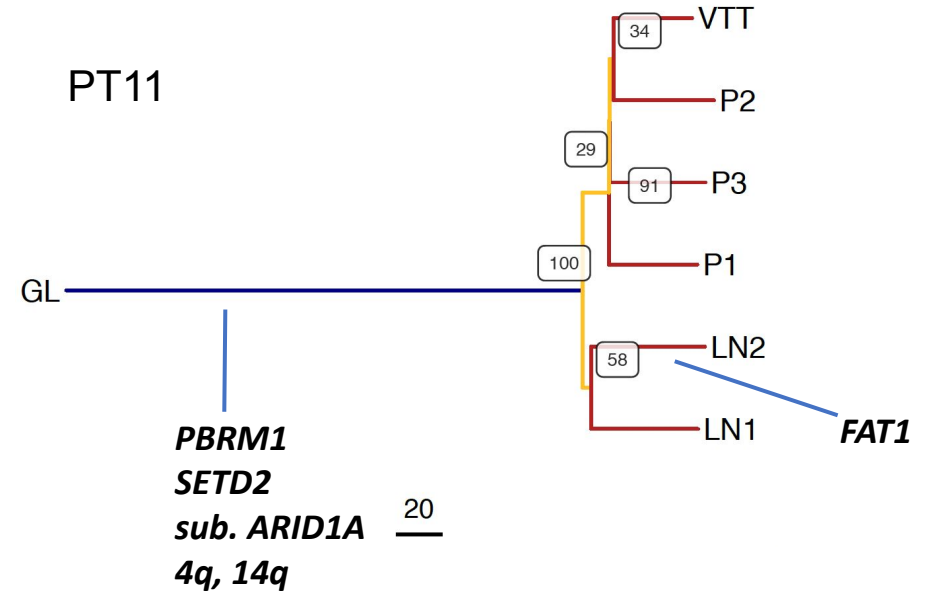 VTT
34
PT11
P2
29
91
P3
100
P1
GL
LN2
58
LN1
FAT1
PBRM1
SETD2
sub. ARID1A
20
4q, 14q